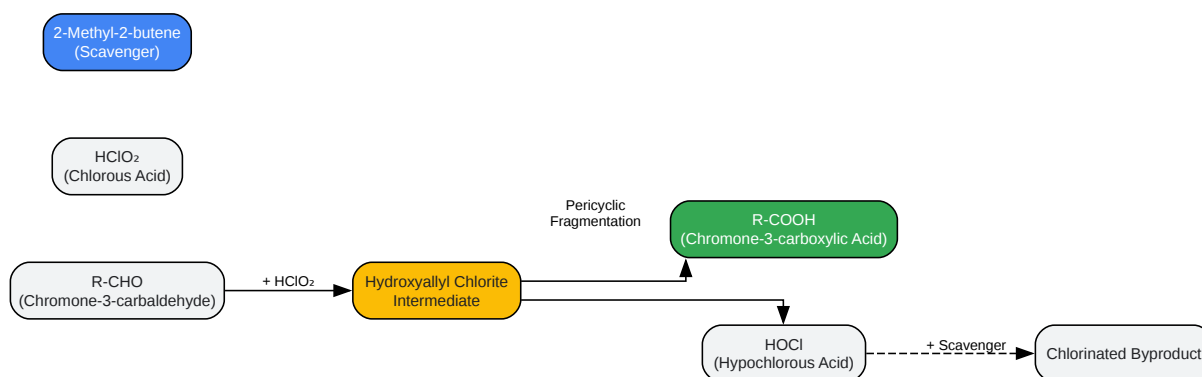 2-Methyl-2-butene
(Scavenger)
HClO₂
(Chlorous Acid)
Pericyclic
Fragmentation
R-COOH
(Chromone-3-carboxylic Acid)
R-CHO
(Chromone-3-carbaldehyde)
+ HClO₂
Hydroxyallyl Chlorite
Intermediate
HOCl
(Hypochlorous Acid)
+ Scavenger
Chlorinated Byproduct